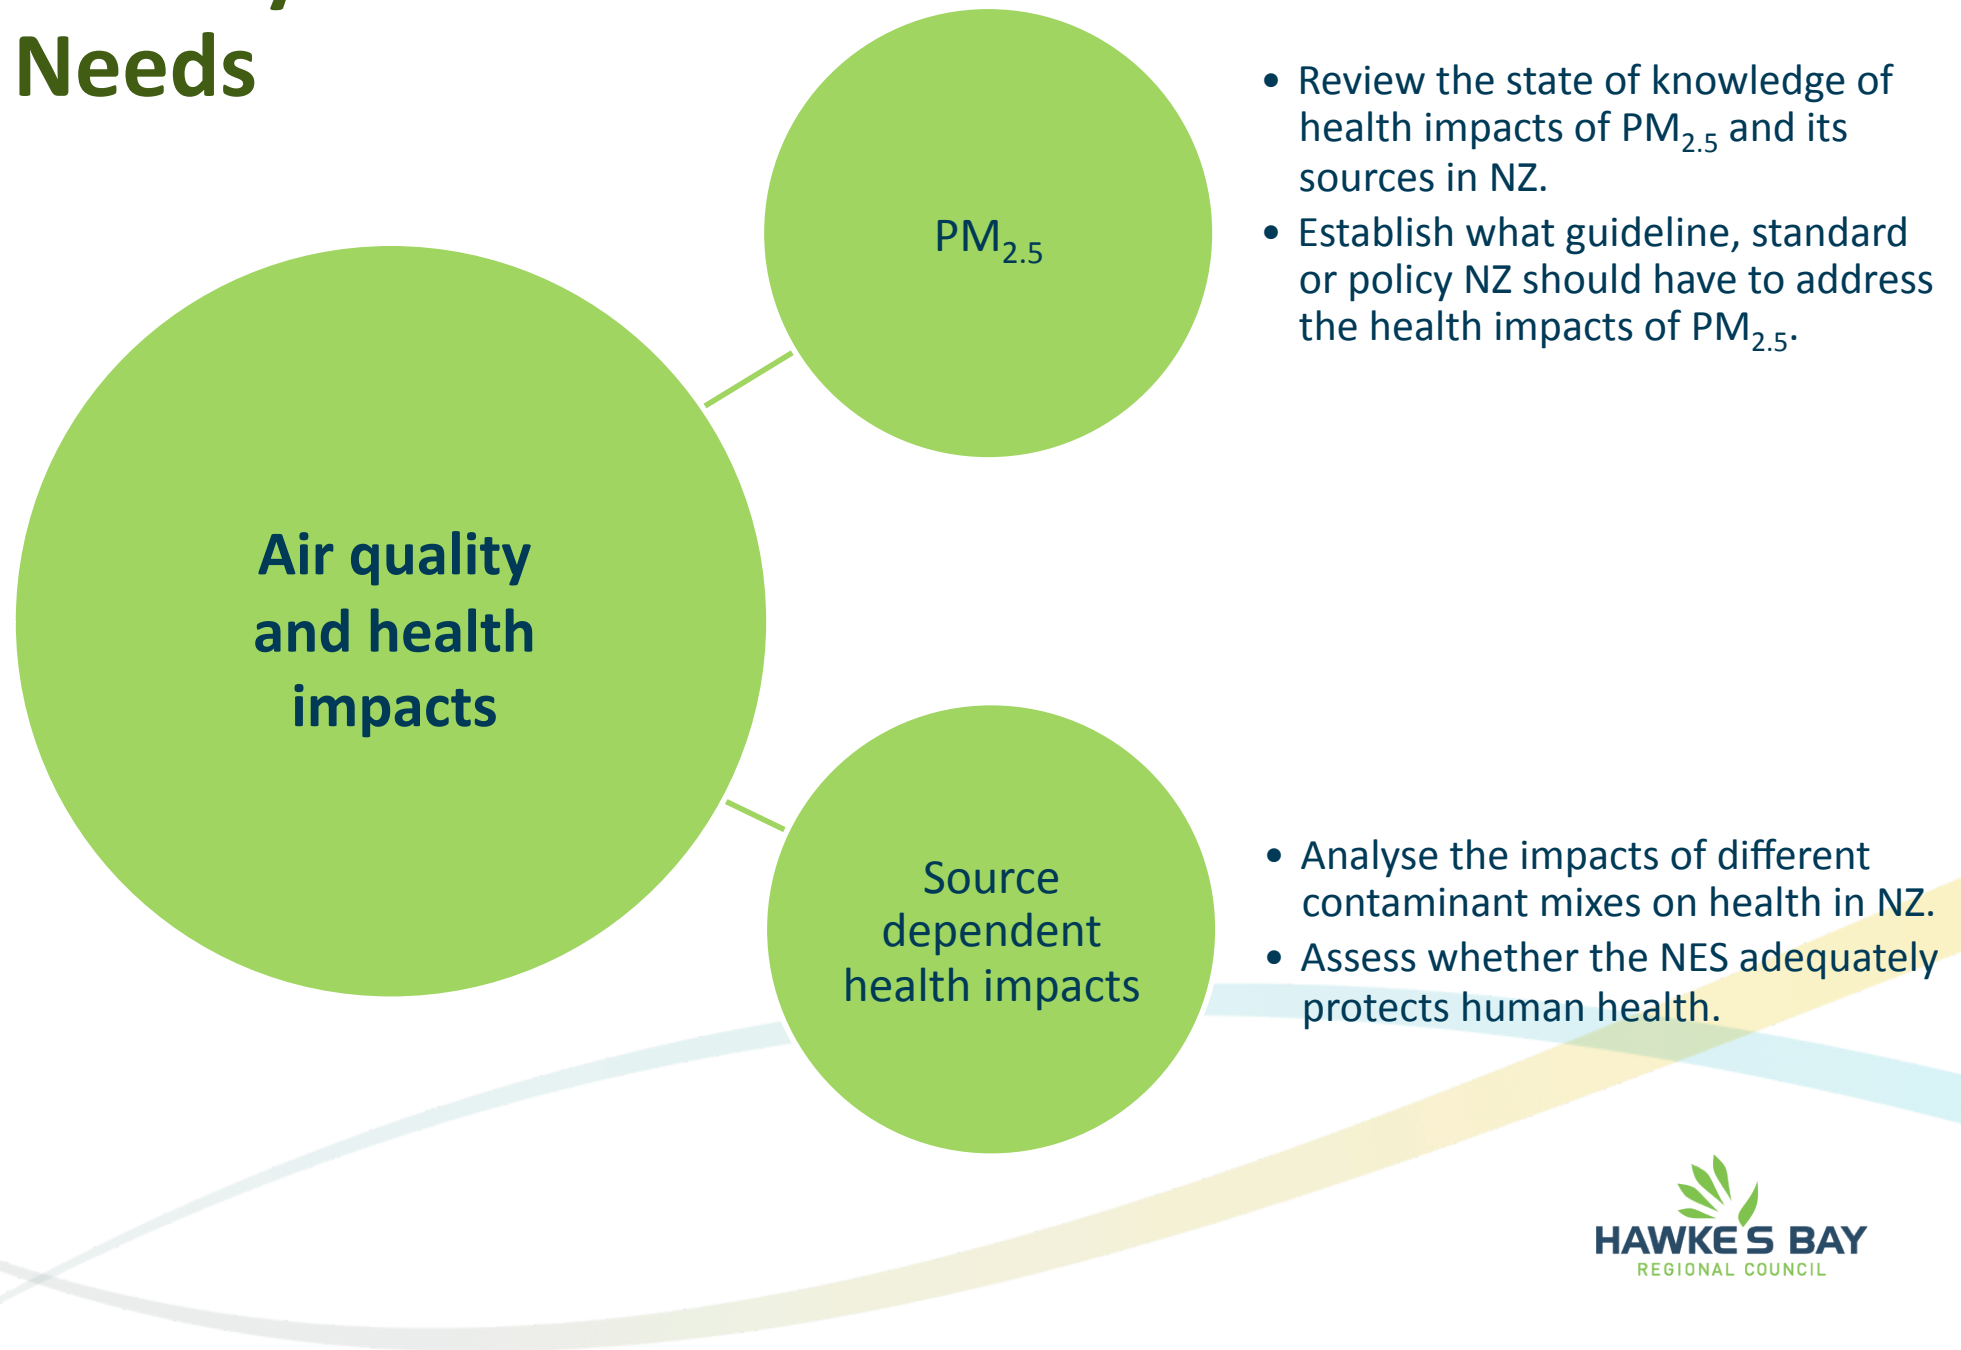 Needs
PM₂.₅
• Review the state of knowledge of
health impacts of PM₂.₅ and its
sources in NZ.
• Establish what guideline, standard
or policy NZ should have to address
the health impacts of PM₂.₅.
Air quality
and health
impacts
Source
dependent
health impacts
• Analyse the impacts of different
contaminant mixes on health in NZ.
• Assess whether the NES adequately
protects human health.
HAWKE'S BAY
REGIONAL COUNCIL